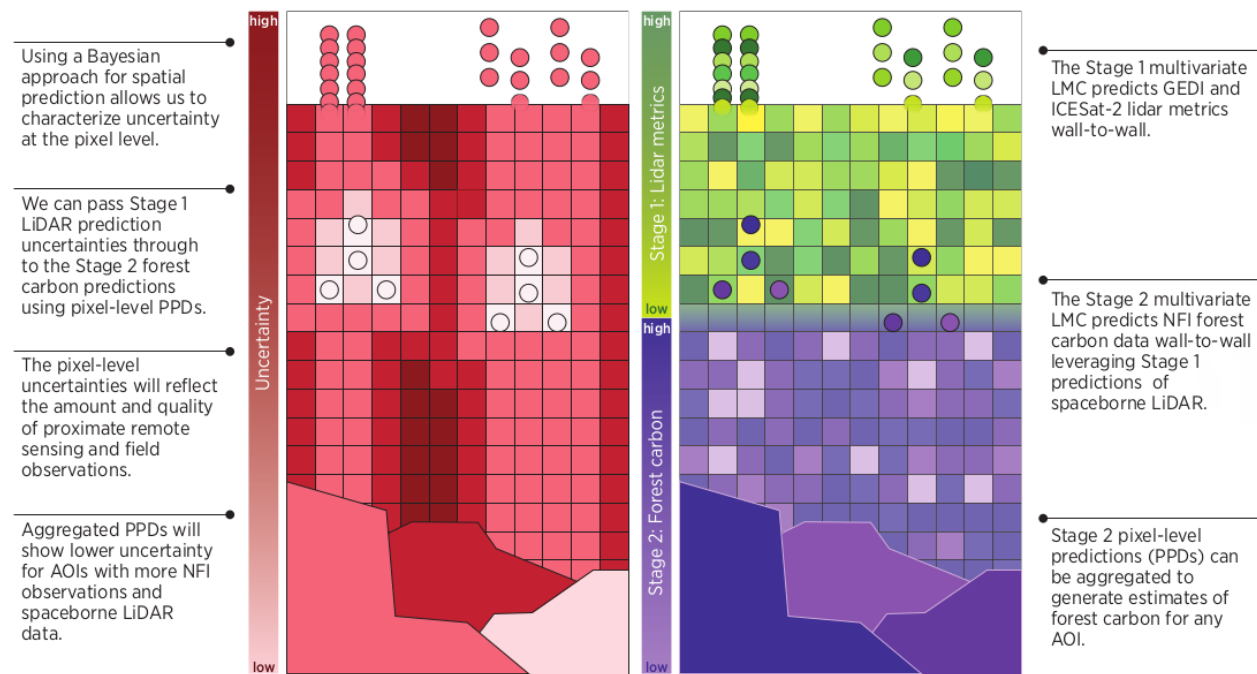 Using a Bayesian
approach for spatial
prediction allows us to
characterize uncertainty
at the pixel level.
We can pass Stage 1
LiDAR prediction
uncertainties through
to the Stage 2 forest
carbon predictions
using pixel-level PPDs.
The pixel-level
uncertainties will reflect
the amount and quality
of proximate remote
sensing and field
observations.
Aggregated PPDs will
show lower uncertainty
for AOIs with more NFI
observations and
spaceborne LiDAR
data.
high
Uncertainty
low
high
Stage 1: Lidar metrics
low
high
Stage 2: Forest carbon
low
The Stage 1 multivariate
LMC predicts GEDI and
ICESat-2 lidar metrics
wall-to-wall.
The Stage 2 multivariate
LMC predicts NFI forest
carbon data wall-to-wall
leveraging Stage 1
predictions of
spaceborne LiDAR.
Stage 2 pixel-level
predictions (PPDs) can
be aggregated to
generate estimates of
forest carbon for any
AOI.